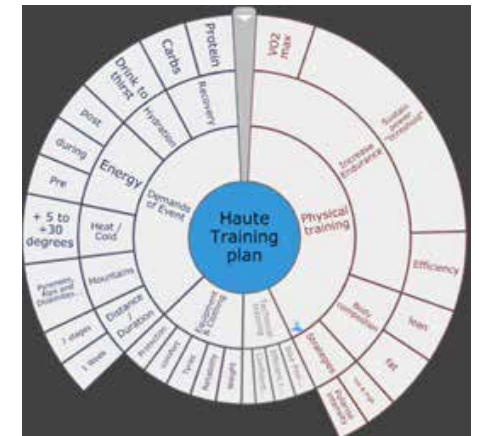 Haute
Training
plan
Physical
training
Increase
Endurance
VO2
max
Sustain
power
"threshold"
Efficiency
Body
composition
lean
fat
Strategies
Polarise
intensity
Technical
training
Equipment
& Clothing
Weight
Reliability
Tyres
comfort
Protection
Demands
of Event
Distance
/
Duration
1 Week
7 stages
Mountains
Pyrenees,
Alps and
Dolomites...
Heat /
Cold
+ 5 to
+30
degrees
Energy
Pre
during
post
Hydration
Drink to
thirst
Recovery
Carbs
Protein